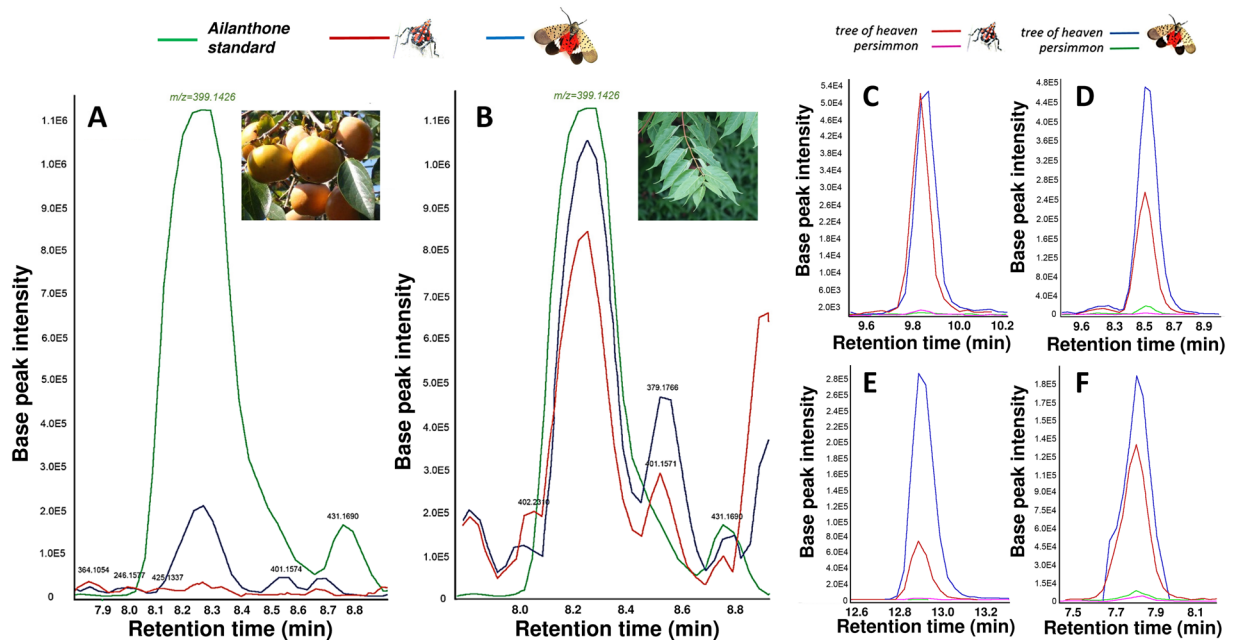 Ailanthone
standard
tree of heaven
persimmon
tree of heaven
persimmon
A
m/z=399.1426
1.1E6
1.0E6
9.0E5
8.0E5
7.0E5
6.0E5
5.0E5
4.0E5
3.0E5
2.0E5
1.0E5
0
Base peak intensity
364.1054
246.1577
425.1337
401.1574
431.1690
7.9 8.0 8.1 8.2 8.3 8.4 8.5 8.6 8.7 8.8
Retention time (min)
B
m/z=399.1426
1.1E6
1.0E6
9.0E5
8.0E5
7.0E5
6.0E5
5.0E5
4.0E5
3.0E5
2.0E5
1.0E5
0
Base peak intensity
402.2310
379.1766
401.1571
431.1690
8.0 8.2 8.4 8.6 8.8
Retention time (min)
C
5.4E4
4.6E4
4.2E4
3.8E4
3.4E4
3.0E4
2.6E4
2.2E4
1.8E4
1.4E4
1.0E4
6.0E3
2.0E3
Base peak intensity
9.6 9.8 10.0 10.2
Retention time (min)
D
4.8E5
4.4E5
4.0E5
3.6E5
3.2E5
2.8E5
2.4E5
2.0E5
1.6E5
1.2E5
8.0E4
4.0E4
0
Base peak intensity
9.6 8.3 8.5 8.7 8.9
Retention time (min)
E
2.8E5
2.6E5
2.4E5
2.2E5
2.0E5
1.8E5
1.6E5
1.4E5
1.2E5
1.0E5
8.0E4
6.0E4
4.0E4
2.0E4
0
Base peak intensity
12.6 12.8 13.0 13.2
Retention time (min)
F
1.8E5
1.5E5
1.5E5
1.2E5
1.1E5
9.0E4
7.5E4
6.0E4
4.5E4
3.0E4
1.5E4
0
Base peak intensity
7.5 7.7 7.9 8.1
Retention time (min)